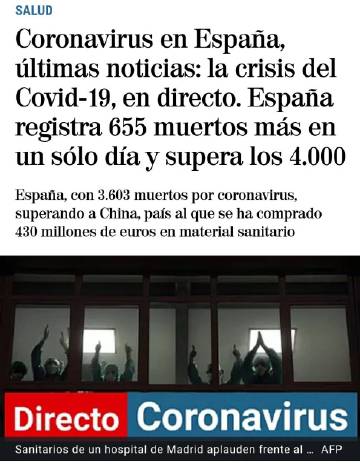 SALUD
Coronavirus en España,
últimas noticias: la crisis del
Covid-19, en directo. España
registra 655 muertos más en
un sólo día y supera los 4.000
España, con 3.603 muertos por coronavirus,
superando a China, país al que se ha comprado
430 millones de euros en material sanitario
Directo Coronavirus
Sanitarios de un hospital de Madrid aplauden frente al ... AFP